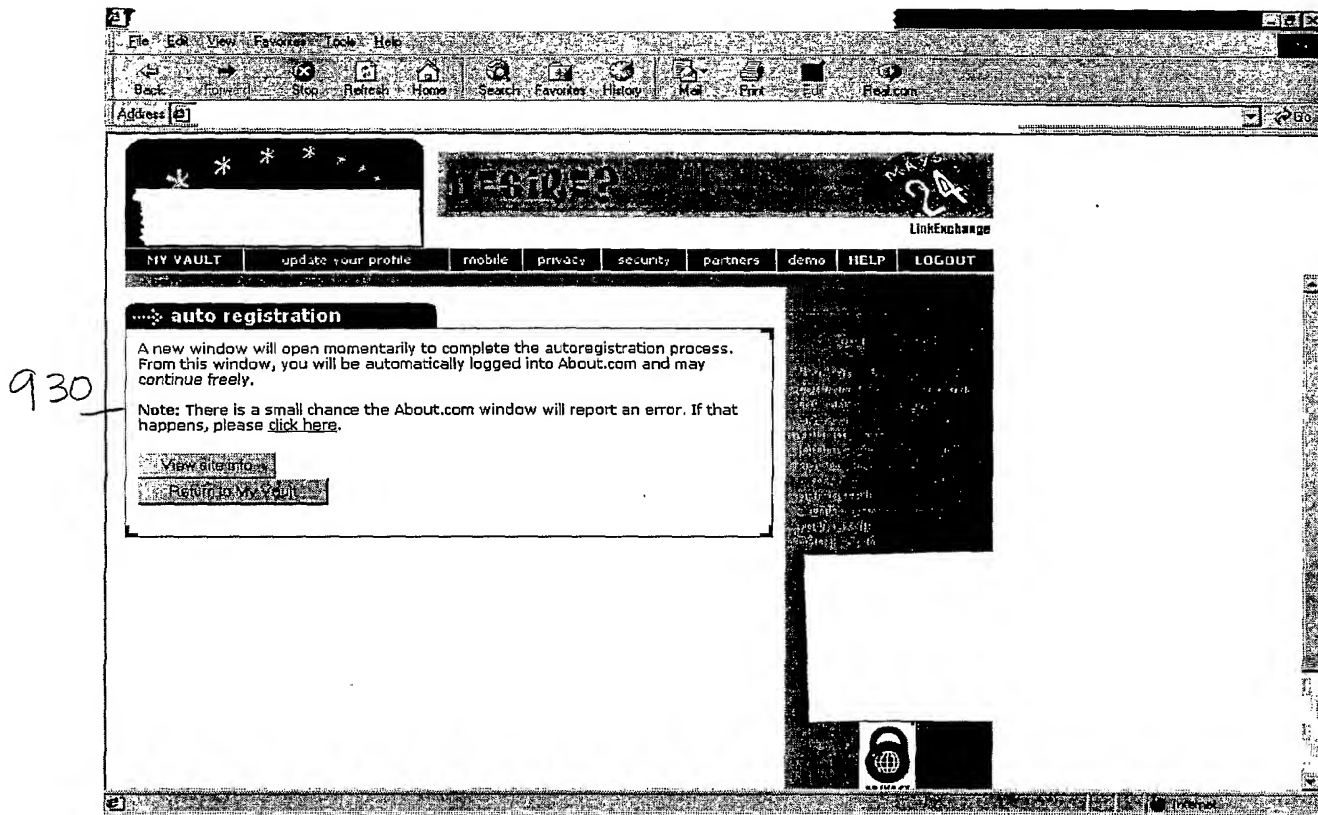 File Edit View Favorites Tools Help
Back Forward Stop Refresh Home Search Favorites History Mail Print Edit Real.com
Address Go
DESIRE?
MAY 24
LinkExchange
MY VAULT update your profile mobile privacy security partners demo HELP LOGOUT
auto registration
A new window will open momentarily to complete the autoregistration process.
From this window, you will be automatically logged into About.com and may
continue freely.
930
Note: There is a small chance the About.com window will report an error. If that
happens, please click here.
View site info
Return to My Vault
PRIVACY
Internet